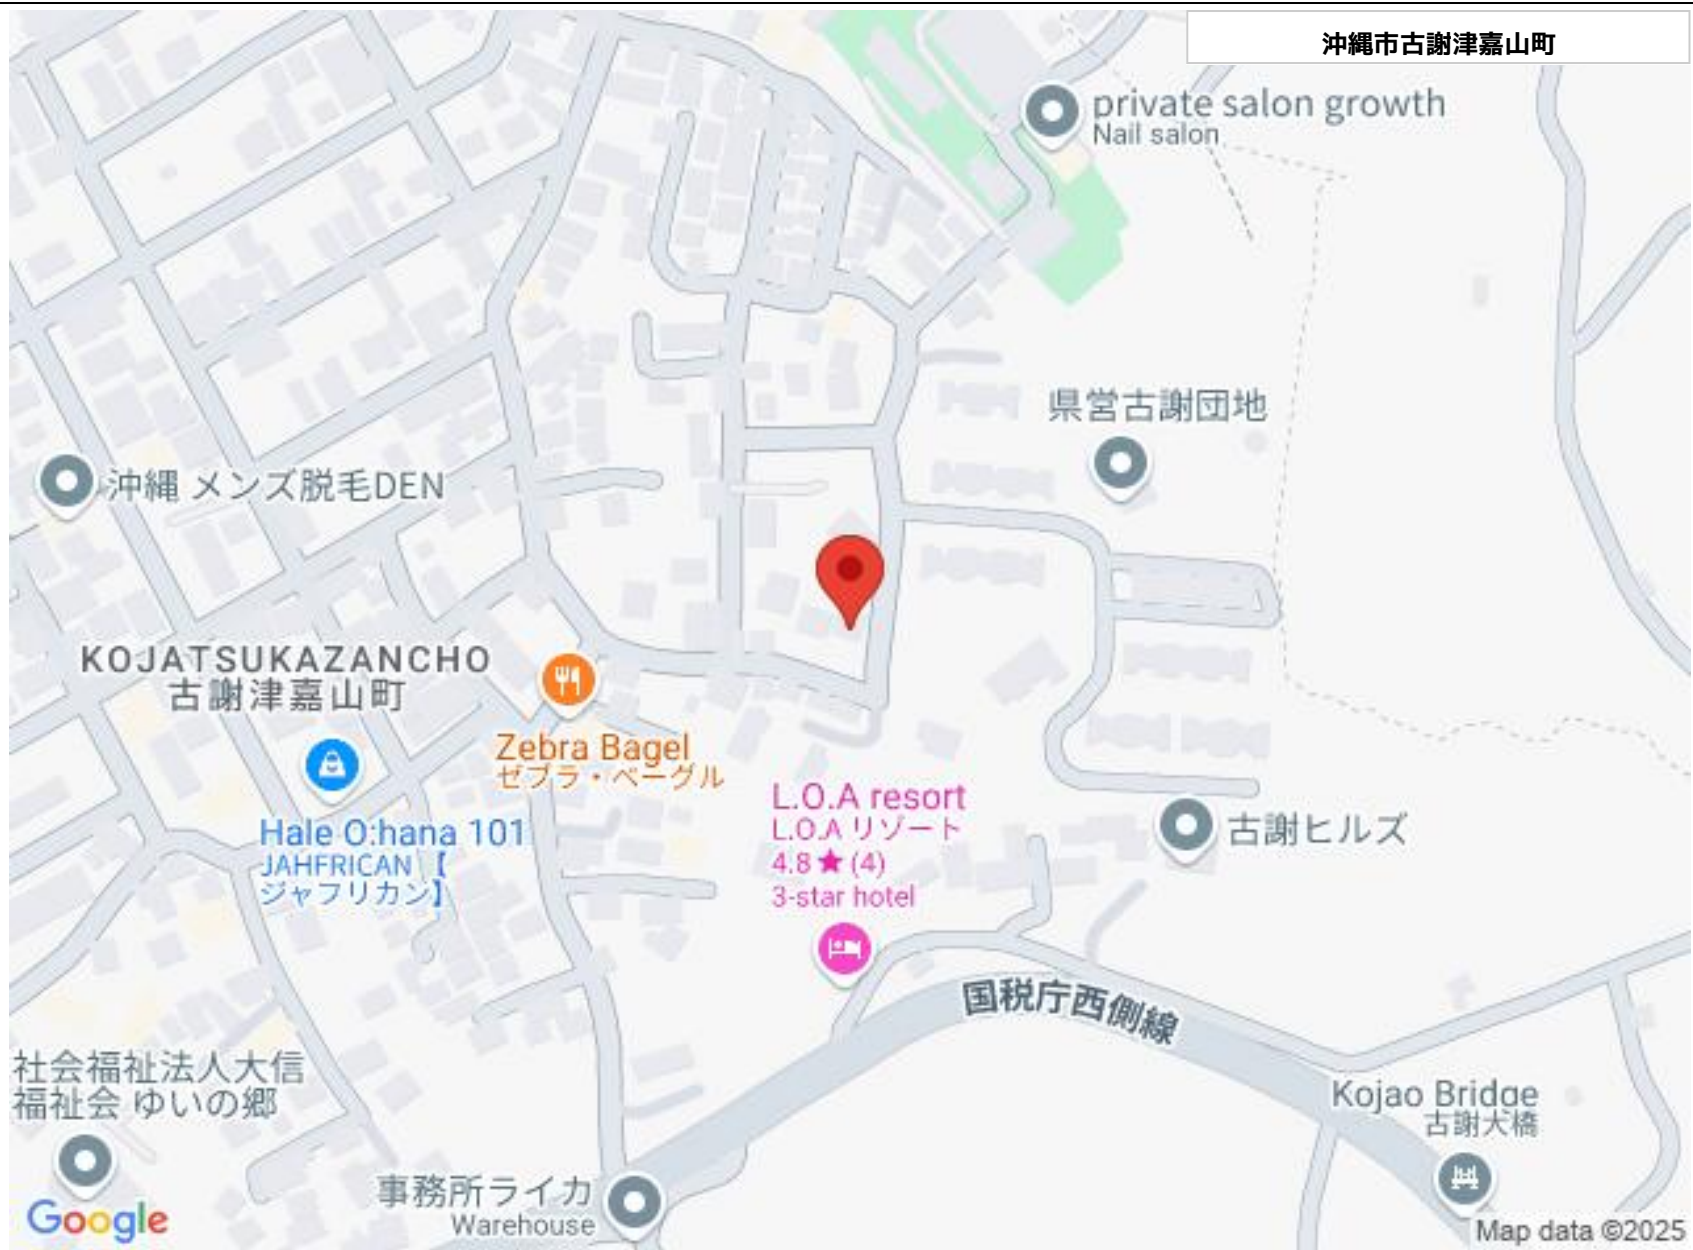 沖縄市古謝津嘉山町
private salon growth
Nail salon
県営古謝団地
沖縄 メンズ脱毛DEN
KOJATSUKAZANCHO
古謝津嘉山町
Zebra Bagel
ゼブラ・ベーグル
Hale O:hana 101
JAHFRICAN【
ジャフリカン】
L.O.A resort
L.O.A リゾート
4.8★ (4)
3-star hotel
古謝ヒルズ
国税庁西側線
社会福祉法人大信
福祉会 ゆいの郷
Kojao Bridge
古謝大橋
事務所ライカ
Warehouse
Google
Map data ©2025